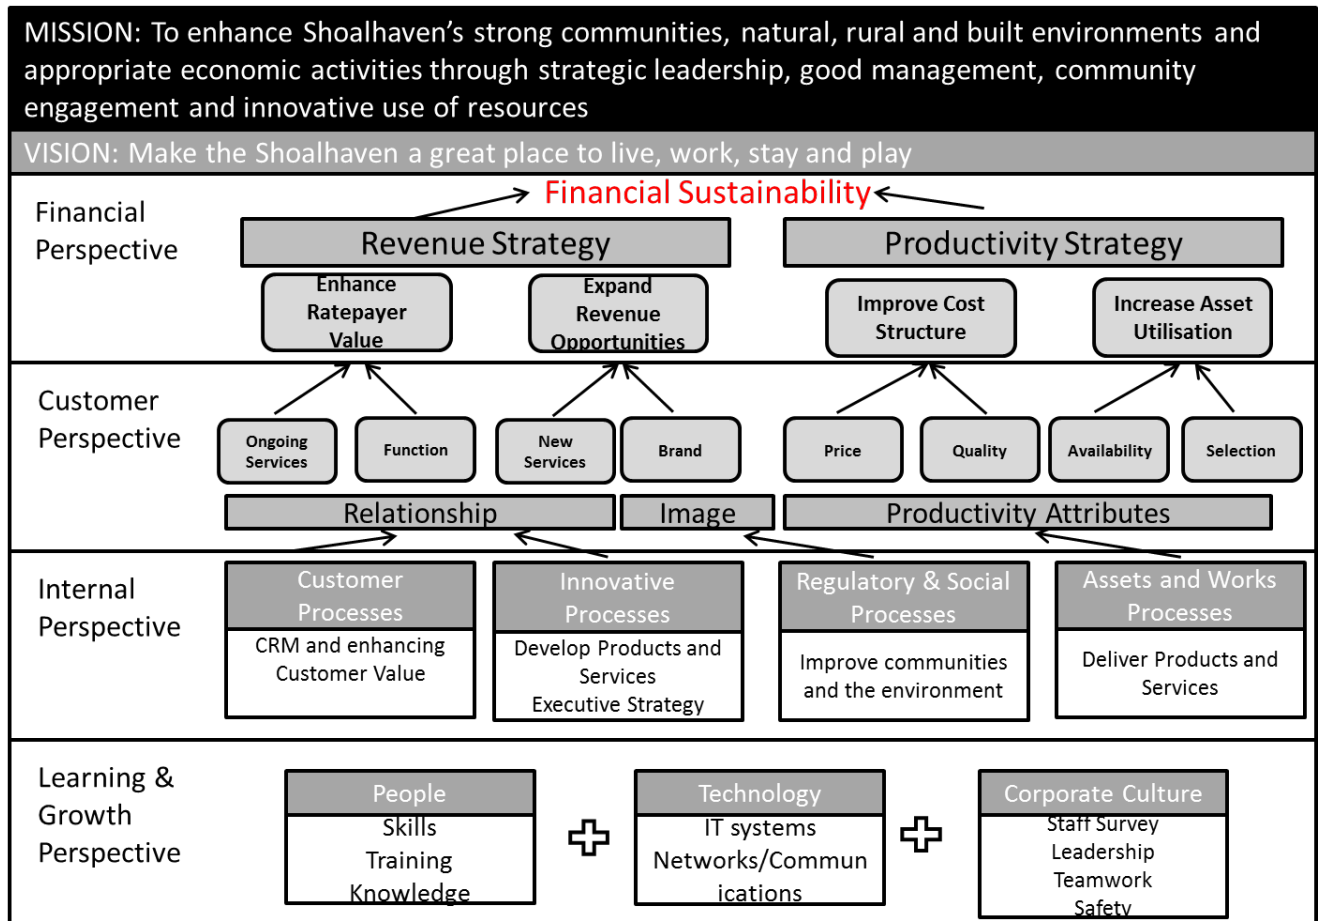 MISSION: To enhance Shoalhaven’s strong communities, natural, rural and built environments and
appropriate economic activities through strategic leadership, good management, community
engagement and innovative use of resources
VISION: Make the Shoalhaven a great place to live, work, stay and play
Financial
Perspective
Financial Sustainability
Revenue Strategy
Productivity Strategy
Enhance
Ratepayer
Value
Expand
Revenue
Opportunities
Improve Cost
Structure
Increase Asset
Utilisation
Customer
Perspective
Ongoing
Services
Function
New
Services
Brand
Price
Quality
Availability
Selection
Relationship
Image
Productivity Attributes
Internal
Perspective
Customer
Processes
CRM and enhancing
Customer Value
Innovative
Processes
Develop Products and
Services
Executive Strategy
Regulatory & Social
Processes
Improve communities
and the environment
Assets and Works
Processes
Deliver Products and
Services
Learning &
Growth
Perspective
People
Skills
Training
Knowledge
Technology
IT systems
Networks/Commun
ications
Corporate Culture
Staff Survey
Leadership
Teamwork
Safety